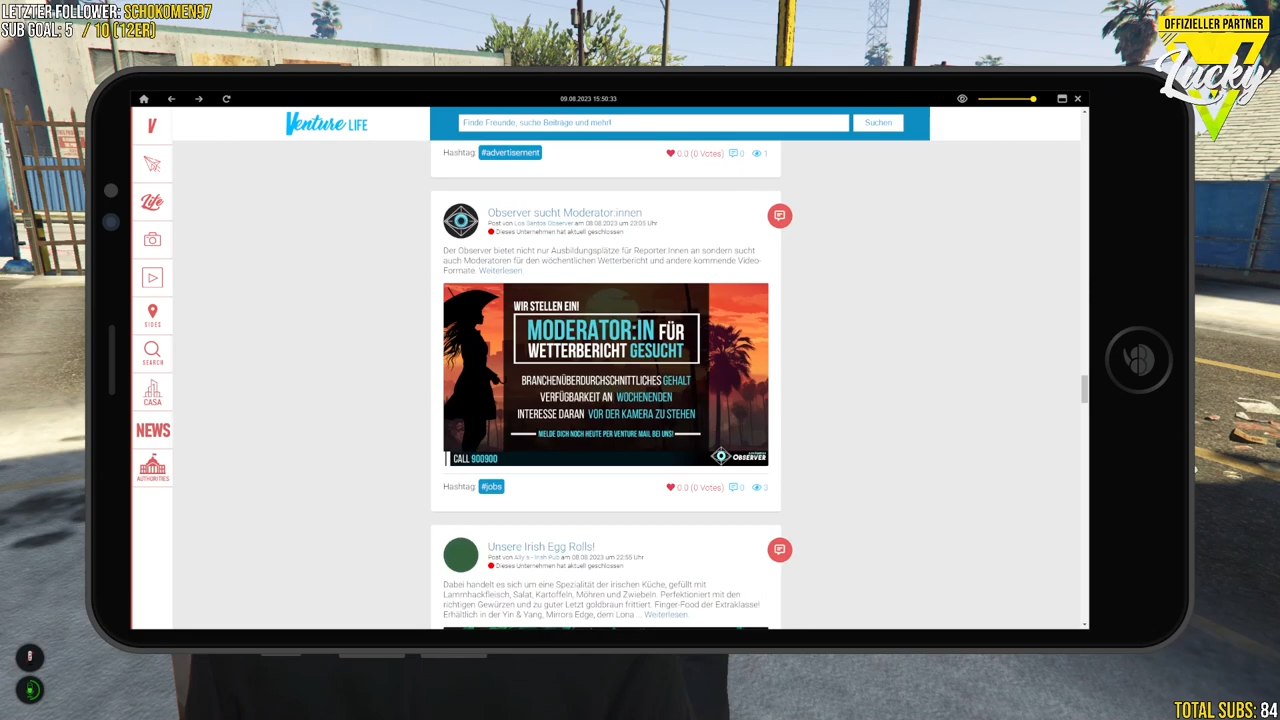 LETZTER FOLLOWER: SCHOKOMEN97
SUB GOAL: 5 / 10 (12ER)
OFFIZIELLER PARTNER
Lucky V
09.08.2023 15:50:33
Venture LIFE
Finde Freunde, suche Beiträge und mehr!
Suchen
V
Life
SIDES
SEARCH
CASA
NEWS
AUTHORITIES
Hashtag: #advertisement
0.0 (0 Votes) 0 1
Observer sucht Moderator:innen
Post von Los Santos Observer am 08.08.2023 um 23:05 Uhr
Dieses Unternehmen hat aktuell geschlossen
Der Observer bietet nicht nur Ausbildungsplätze für Reporter:Innen an sondern sucht
auch Moderatoren für den wöchentlichen Wetterbericht und andere kommende Video-
Formate. Weiterlesen.
WIR STELLEN EIN!
MODERATOR:IN FÜR
WETTERBERICHT GESUCHT
BRANCHENÜBERDURCHSCHNITTLICHES GEHALT
VERFÜGBARKEIT AN WOCHENENDEN
INTERESSE DARAN VOR DER KAMERA ZU STEHEN
MELDE DICH NOCH HEUTE PER VENTURE MAIL BEI UNS!
CALL 900900
OBSERVER
Hashtag: #jobs
0.0 (0 Votes) 0 3
Unsere Irish Egg Rolls!
Post von Ally's - Irish Pub am 08.08.2023 um 22:55 Uhr
Dieses Unternehmen hat aktuell geschlossen
Dabei handelt es sich um eine Spezialität der irischen Küche, gefüllt mit
Lammhackfleisch, Salat, Kartoffeln, Möhren und Zwiebeln. Perfektioniert mit den
richtigen Gewürzen und zu guter Letzt goldbraun frittiert. Finger-Food der Extraklasse!
Erhältlich in der Yin & Yang, Mirrors Edge, dem Lona ... Weiterlesen.
TOTAL SUBS: 84